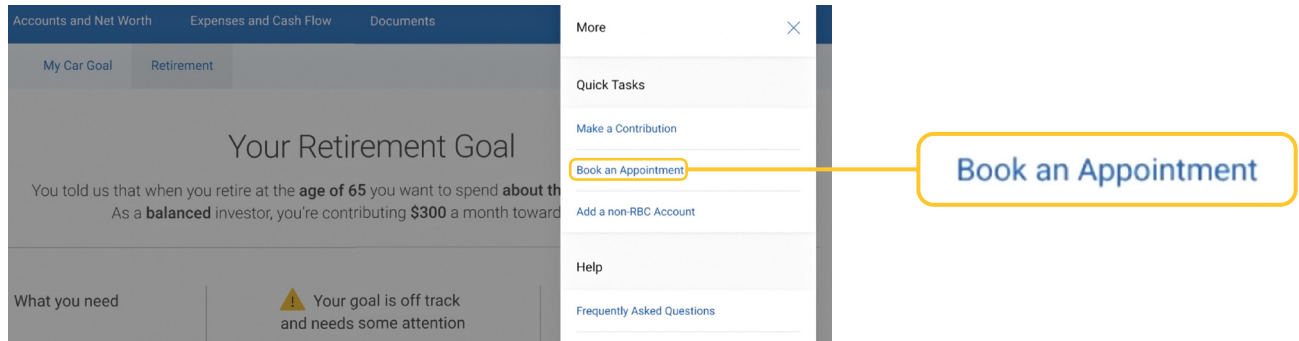 Accounts and Net Worth Expenses and Cash Flow Documents
My Car Goal Retirement
Your Retirement Goal
You told us that when you retire at the age of 65 you want to spend about th
As a balanced investor, you're contributing $300 a month toward
What you need
Your goal is off track
and needs some attention
More
Quick Tasks
Make a Contribution
Book an Appointment
Add a non-RBC Account
Help
Frequently Asked Questions
Book an Appointment